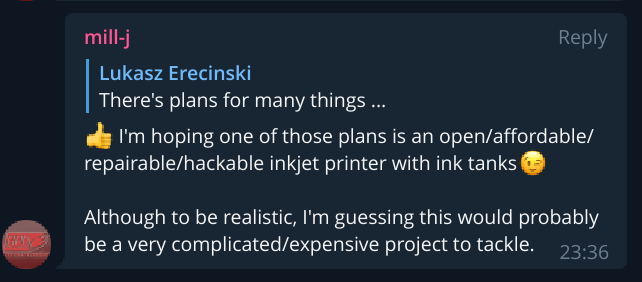 mill-j Reply
Lukasz Erecinski
There's plans for many things ...
👍 I'm hoping one of those plans is an open/affordable/
repairable/hackable inkjet printer with ink tanks😉
Although to be realistic, I'm guessing this would probably
be a very complicated/expensive project to tackle. 23:36